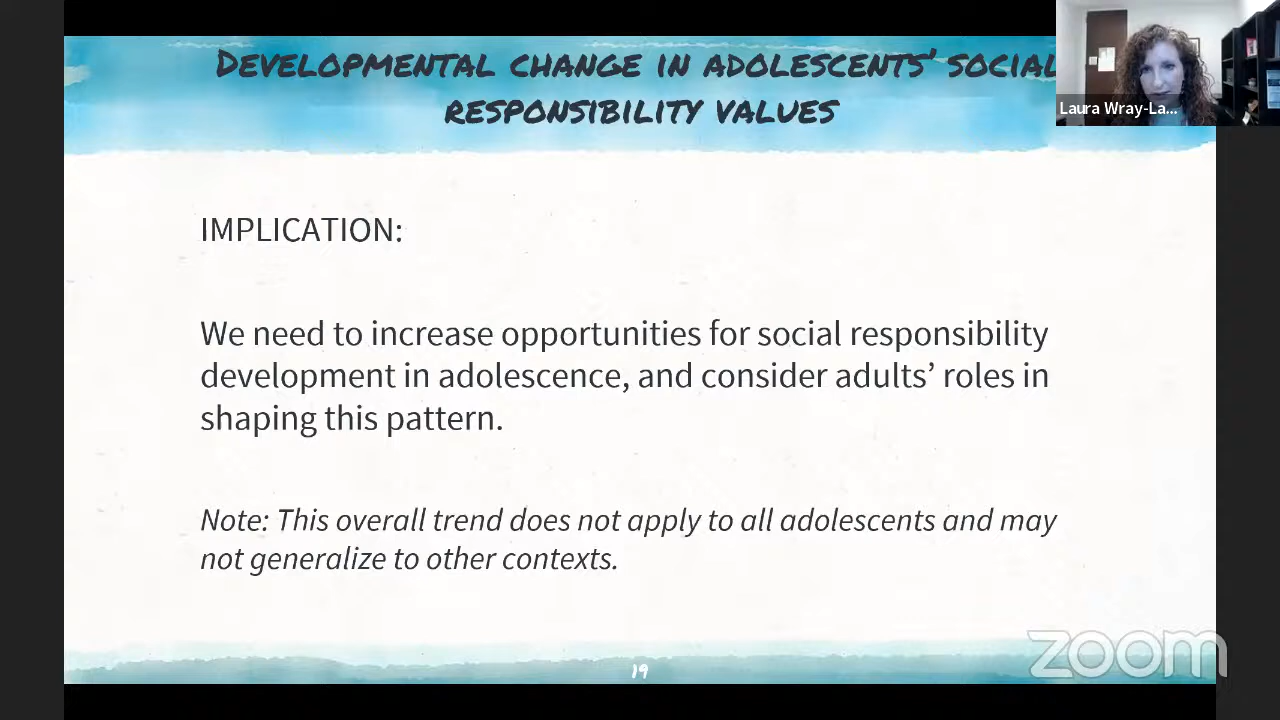 DEVELOPMENTAL CHANGE IN ADOLESCENTS' SOCIAL
RESPONSIBILITY VALUES
Laura Wray-La...
IMPLICATION:
We need to increase opportunities for social responsibility
development in adolescence, and consider adults’ roles in
shaping this pattern.
Note: This overall trend does not apply to all adolescents and may
not generalize to other contexts.
19
zoom